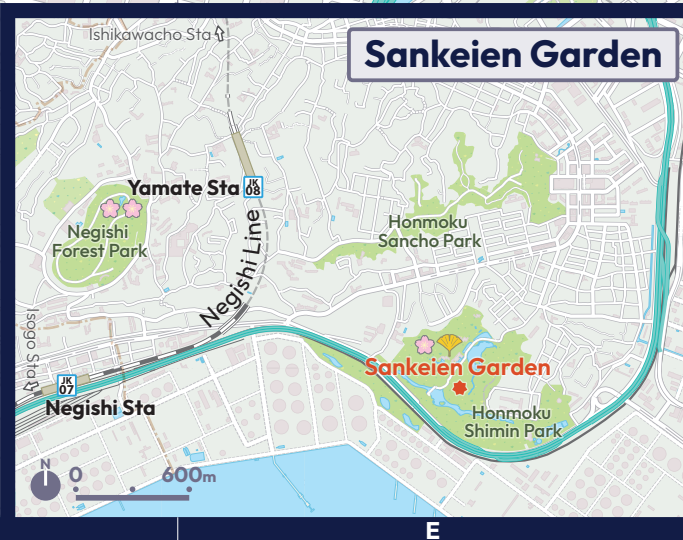 Ishikawacho Sta
Sankeien Garden
Yamate Sta
JK
08
Negishi
Forest Park
Honmoku
Sancho Park
Negishi Line
Isogo Sta
Sankeien Garden
JK
07
Negishi Sta
Honmoku
Shimin Park
N
0
600m
E